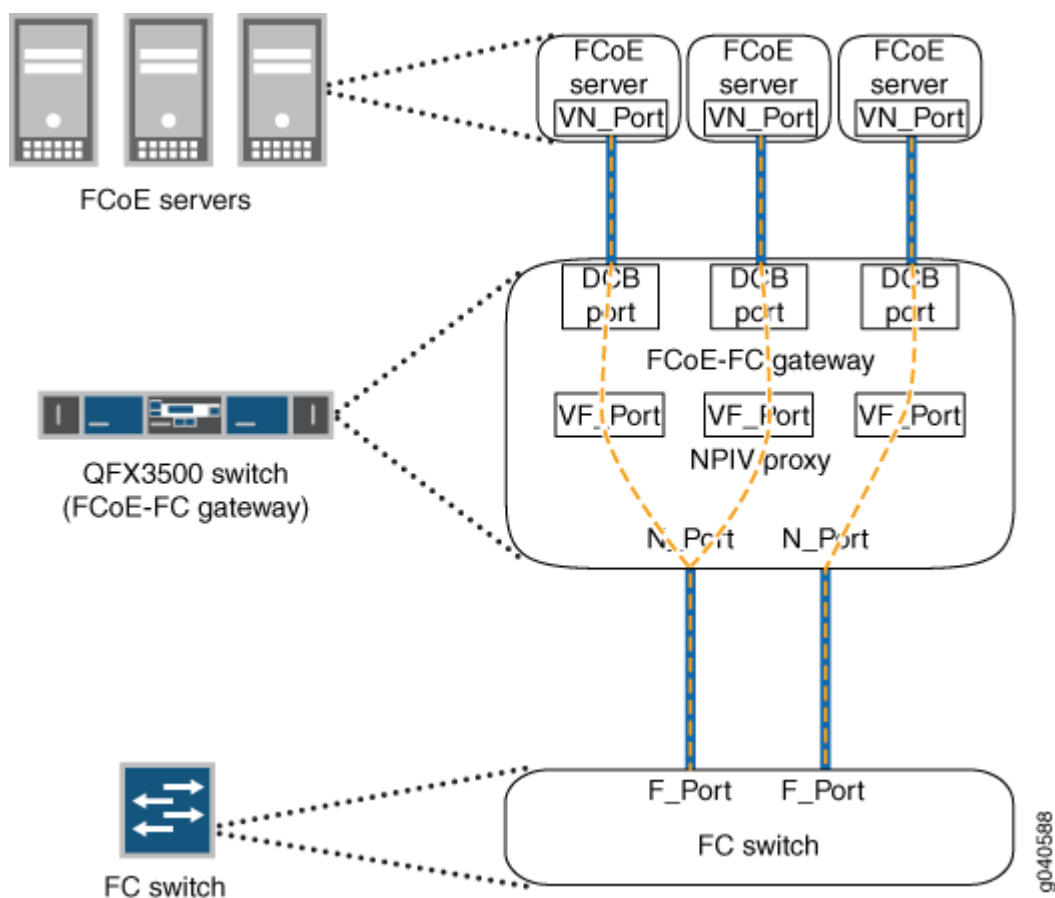 FCoE servers
QFX3500 switch
(FCoE-FC gateway)
FC switch
FCoE
server
VN_Port
FCoE
server
VN_Port
FCoE
server
VN_Port
DCB
port
DCB
port
DCB
port
FCoE-FC gateway
VF_Port
VF_Port
VF_Port
NPIV proxy
N_Port
N_Port
F_Port
F_Port
FC switch
g040588